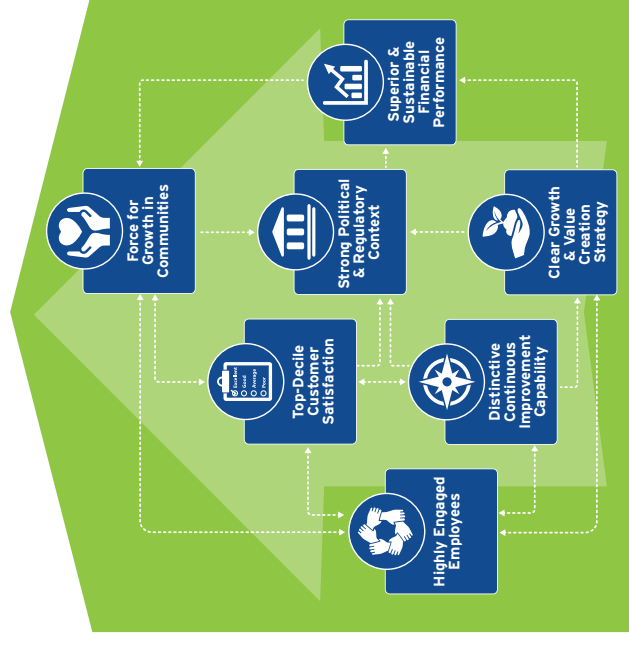 Force for
Growth in
Communities
Excellent
Good
Average
Poor
Top-Decile
Customer
Satisfaction
Strong Political
& Regulatory
Context
Highly Engaged
Employees
Superior &
Sustainable
Financial
Performance
Distinctive
Continuous
Improvement
Capability
Clear Growth
& Value
Creation
Strategy